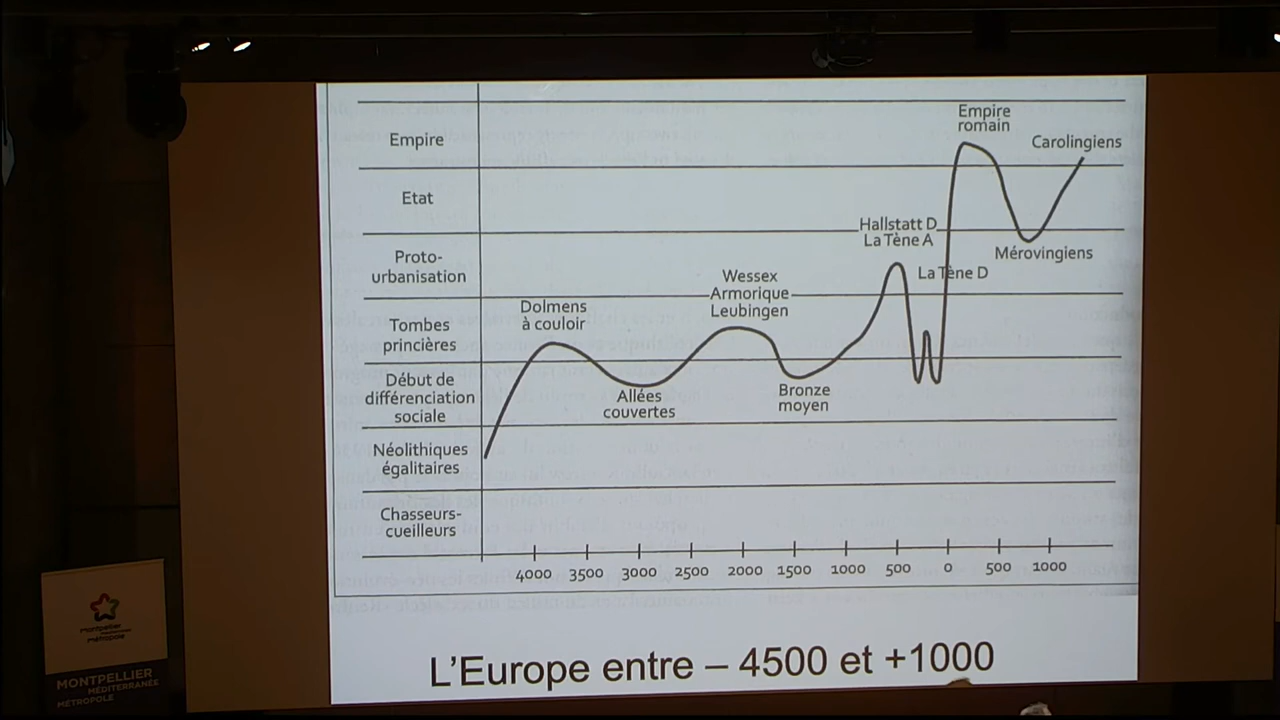 Empire
Etat
Proto-
urbanisation
Tombes
princières
Début de
différenciation
sociale
Néolithiques
égalitaires
Chasseurs-
cueilleurs
Dolmens
à couloir
Allées
couvertes
Wessex
Armorique
Leubingen
Bronze
moyen
Hallstatt D
La Tène A
La Tène D
Empire
romain
Mérovingiens
Carolingiens
4000 3500 3000 2500 2000 1500 1000 500 0 500 1000
L'Europe entre – 4500 et +1000
Montpellier
Métropole
MONTPELLIER
MÉDITERRANÉE
MÉTROPOLE